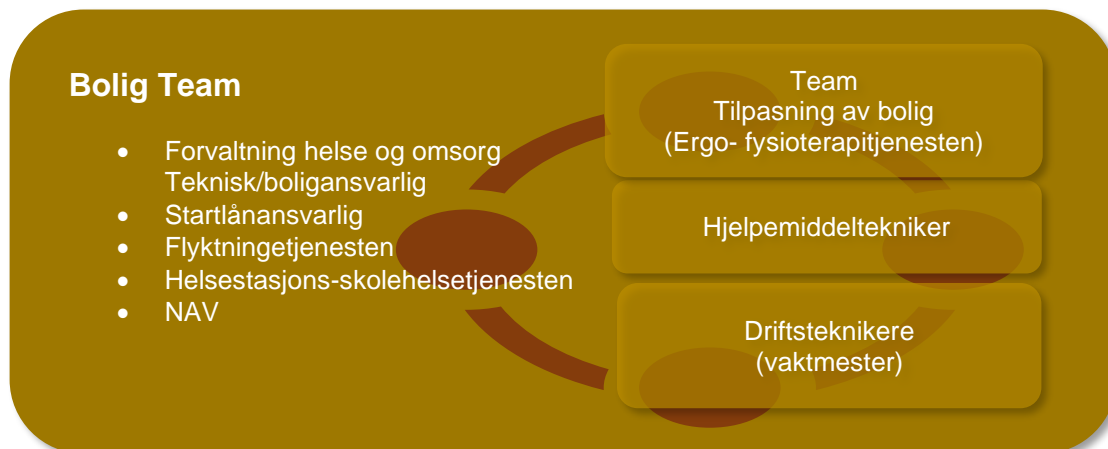 Bolig Team
• Forvaltning helse og omsorg
Teknisk/boligansvarlig
• Startlånansvarlig
• Flyktningetjenesten
• Helsestasjons-skolehelsetjenesten
• NAV
Team
Tilpasning av bolig
(Ergo- fysioterapitjenesten)
Hjelpemiddeltekniker
Driftsteknikere
(vaktmester)